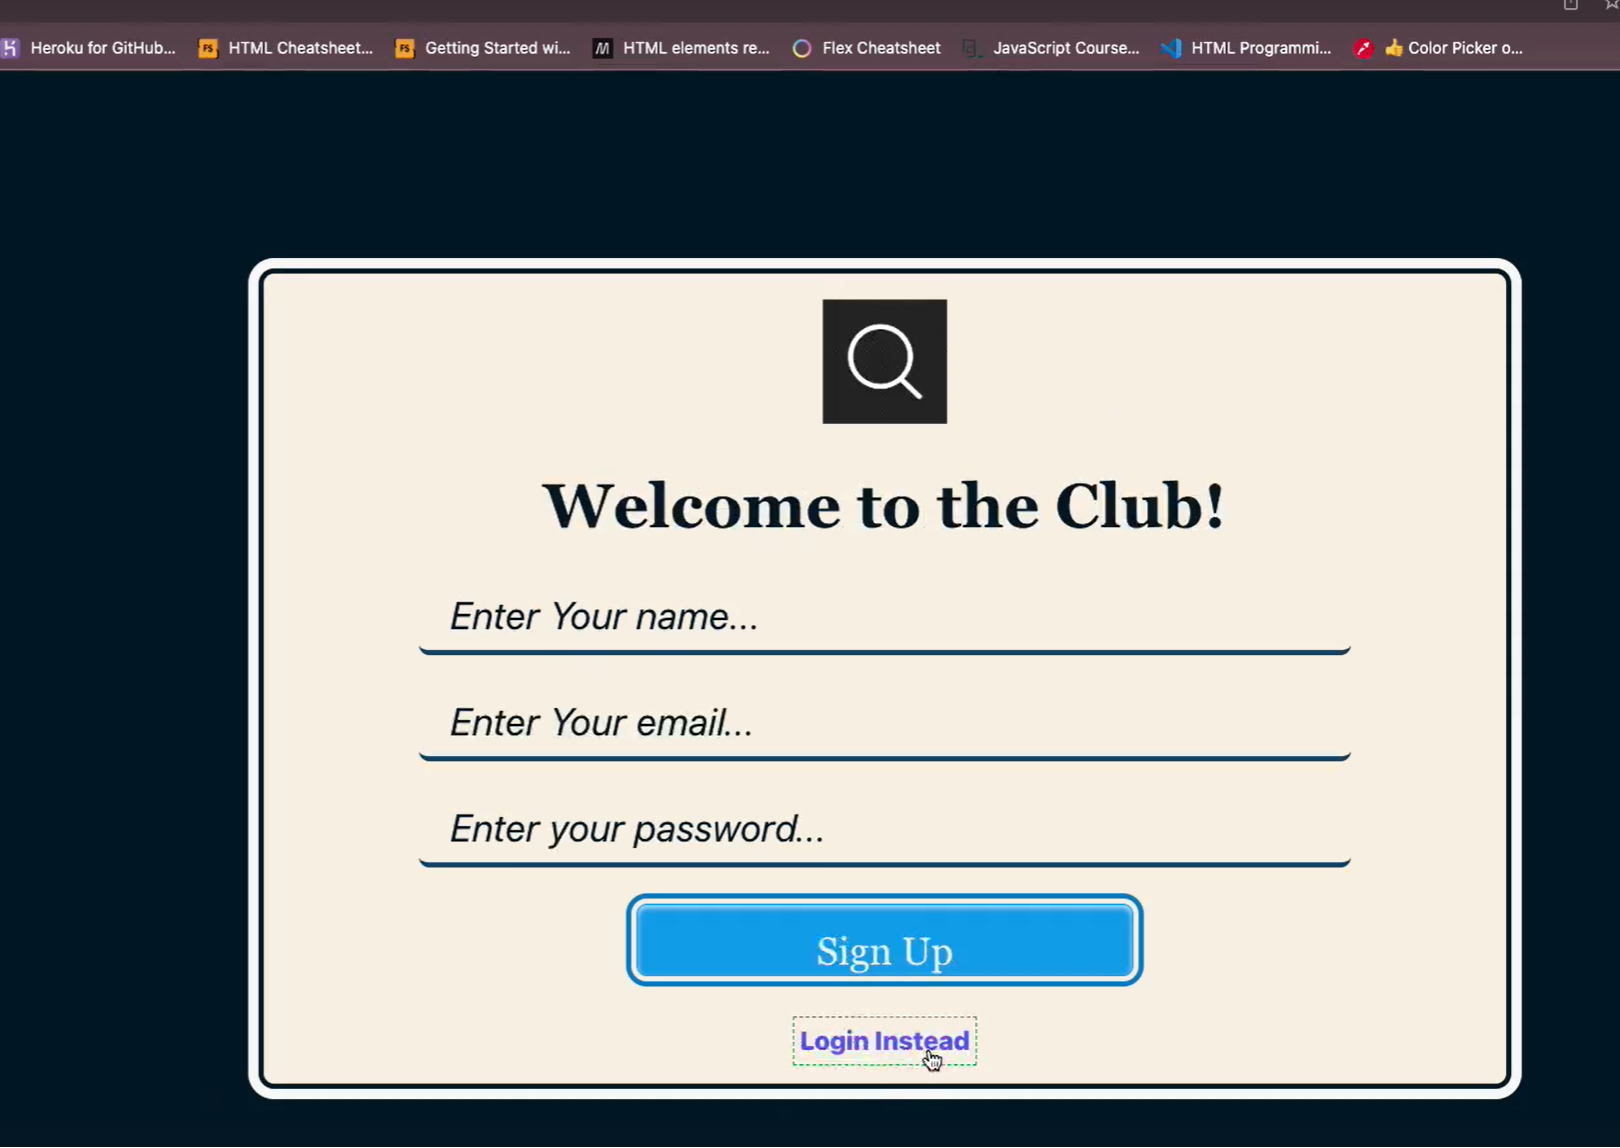 Heroku for GitHub... HTML Cheatsheet... Getting Started wi... HTML elements re... Flex Cheatsheet JavaScript Course... HTML Programmi... 👍 Color Picker o...
Welcome to the Club!
Enter Your name...
Enter Your email...
Enter your password...
Sign Up
Login Instead